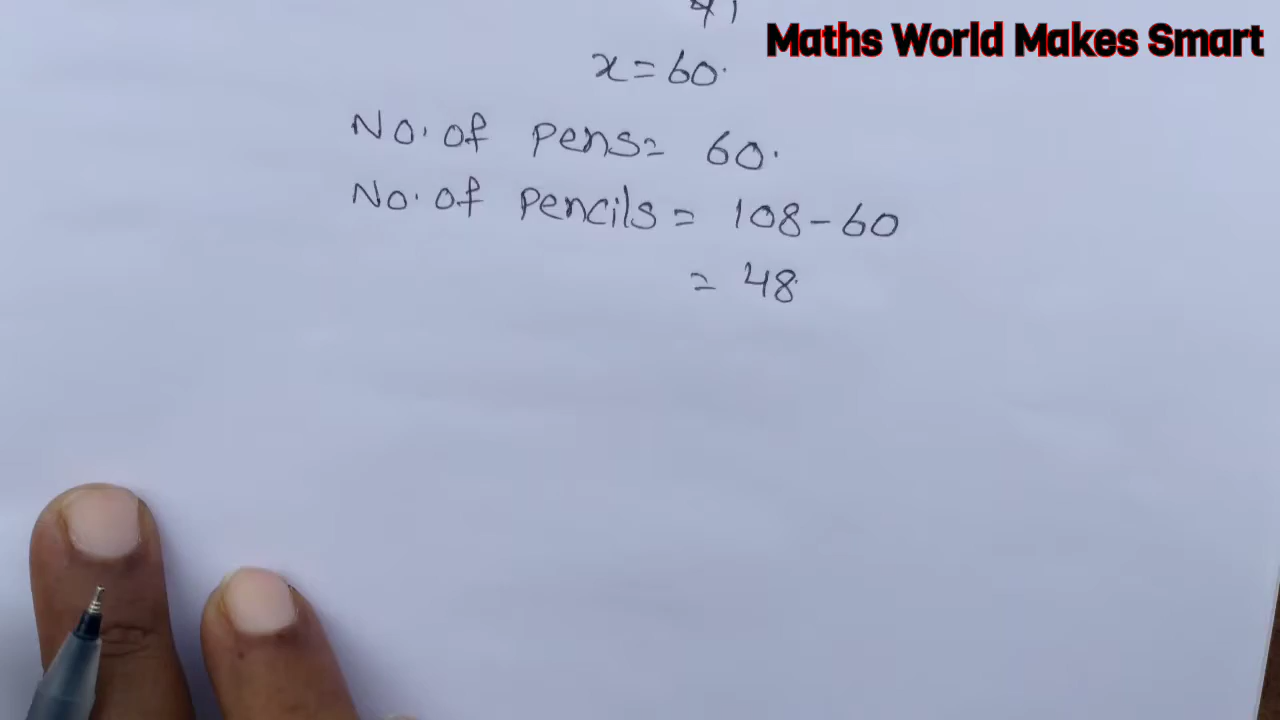 Maths World Makes Smart
x=60.
No. of pens= 60.
No. of pencils = 108-60
= 48